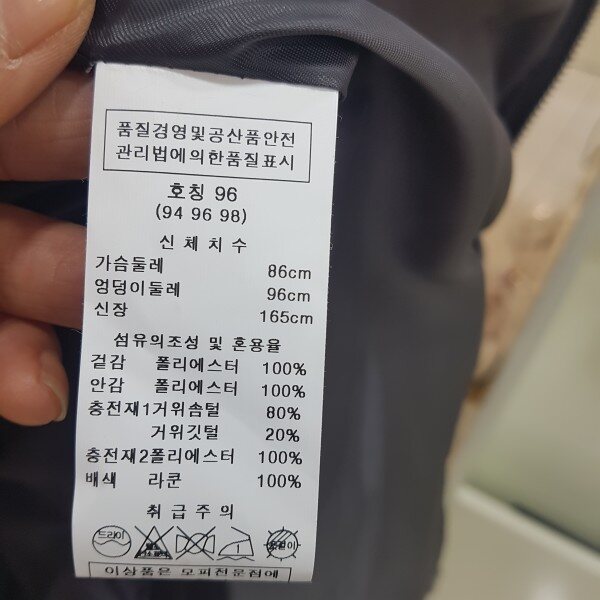 품질경영및공산품안전
관리법에의한품질표시
호칭 96
(94 96 98)
신체치수
가슴둘레 86cm
엉덩이둘레 96cm
신장 165cm
섬유의조성 및 혼용율
겉감 폴리에스터 100%
안감 폴리에스터 100%
충전재1거위솜털 80%
거위깃털 20%
충전재2폴리에스터 100%
배색 라쿤 100%
취급주의
드라이
이상품은 모피전문점에